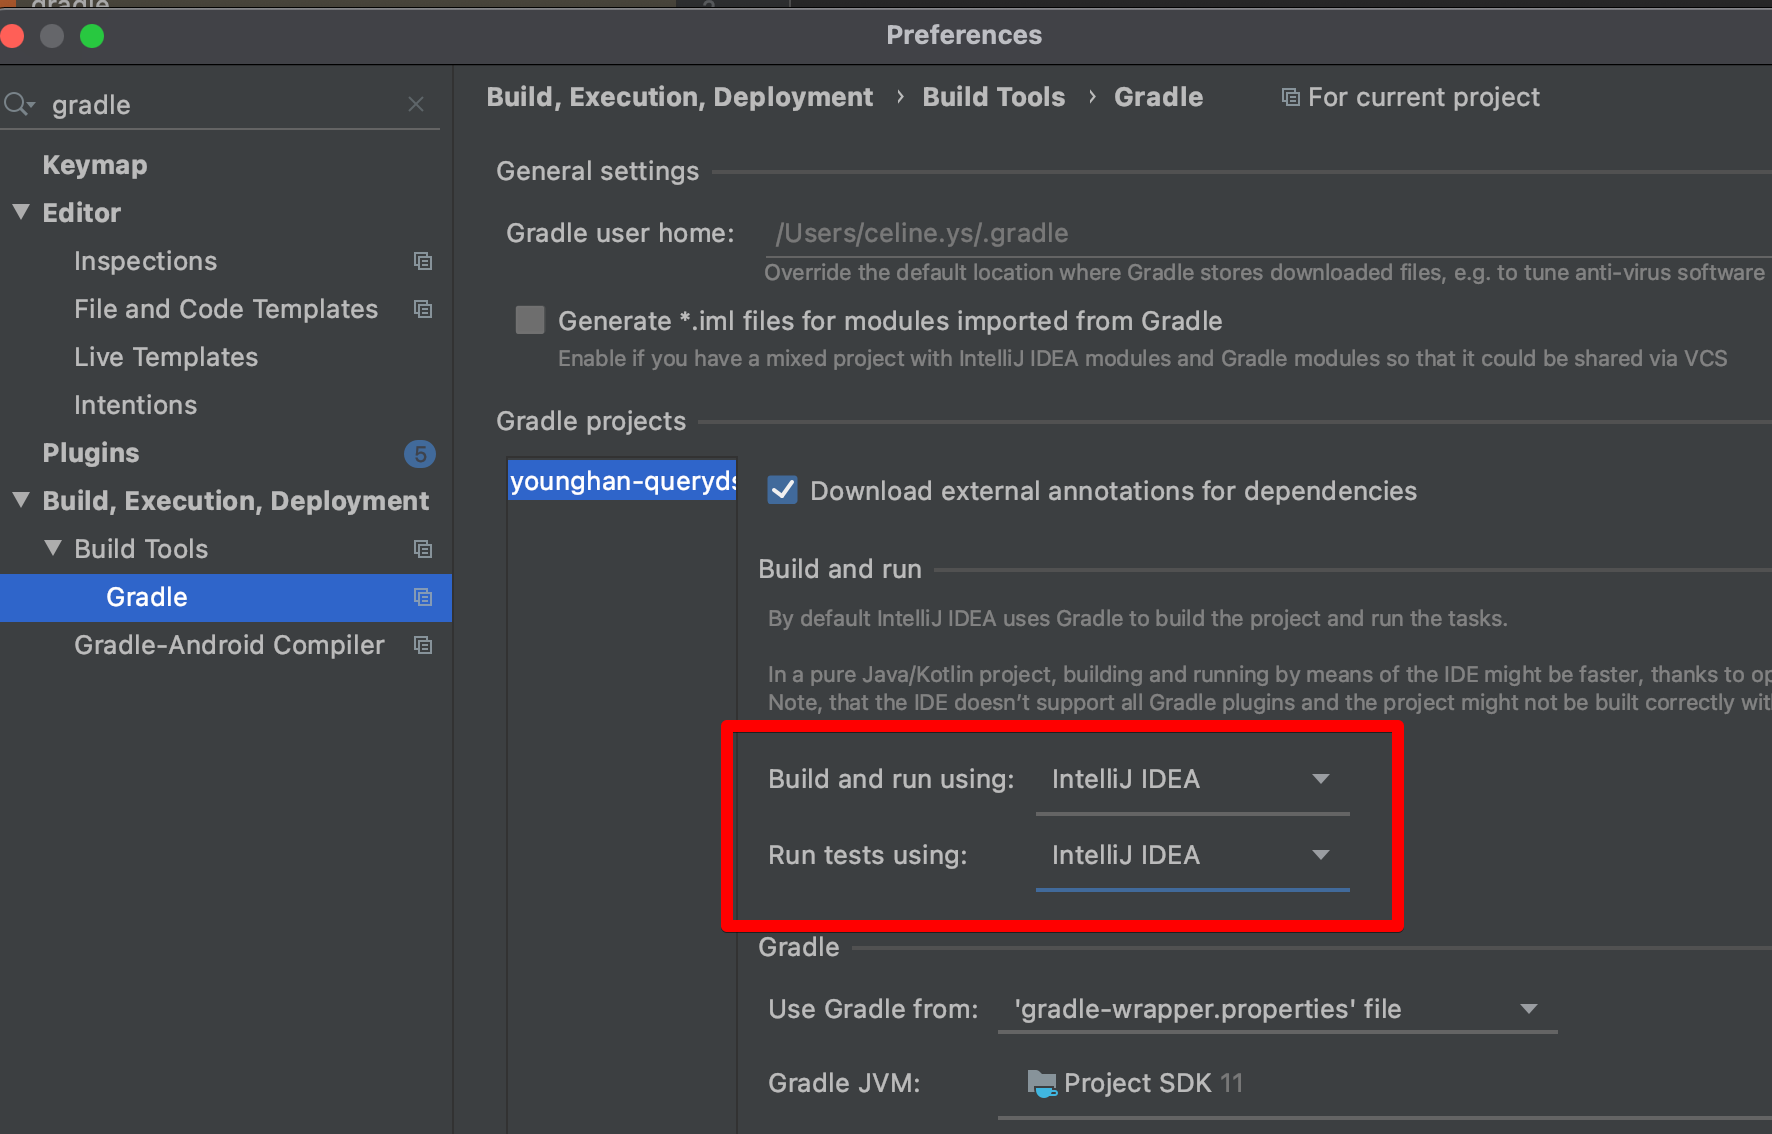 gradle
Preferences
gradle
Keymap
Editor
Inspections
File and Code Templates
Live Templates
Intentions
Plugins 5
Build, Execution, Deployment
Build Tools
Gradle
Gradle-Android Compiler
Build, Execution, Deployment › Build Tools › Gradle For current project
General settings
Gradle user home: /Users/celine.ys/.gradle
Override the default location where Gradle stores downloaded files, e.g. to tune anti-virus software
Generate *.iml files for modules imported from Gradle
Enable if you have a mixed project with IntelliJ IDEA modules and Gradle modules so that it could be shared via VCS
Gradle projects
younghan-queryds
Download external annotations for dependencies
Build and run
By default IntelliJ IDEA uses Gradle to build the project and run the tasks.
In a pure Java/Kotlin project, building and running by means of the IDE might be faster, thanks to op
Note, that the IDE doesn't support all Gradle plugins and the project might not be built correctly wit
Build and run using: IntelliJ IDEA
Run tests using: IntelliJ IDEA
Gradle
Use Gradle from: 'gradle-wrapper.properties' file
Gradle JVM: Project SDK 11